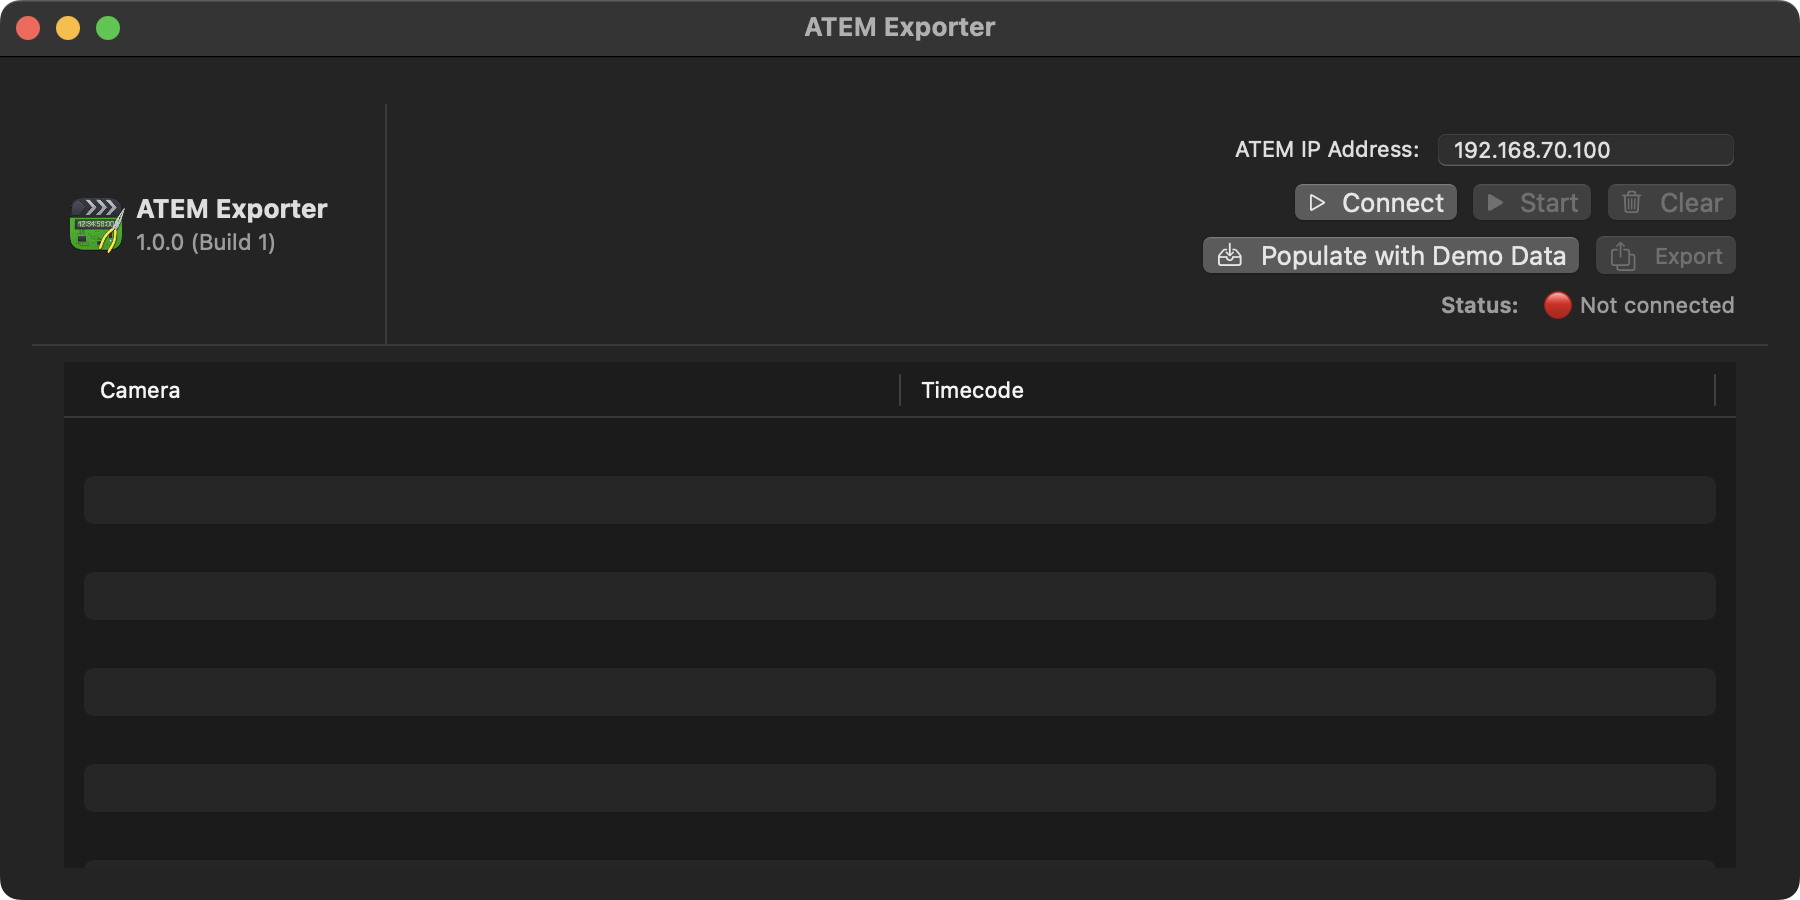 ATEM Exporter
ATEM Exporter
1.0.0 (Build 1)
ATEM IP Address: 192.168.70.100
Connect Start Clear
Populate with Demo Data Export
Status: Not connected
Camera Timecode